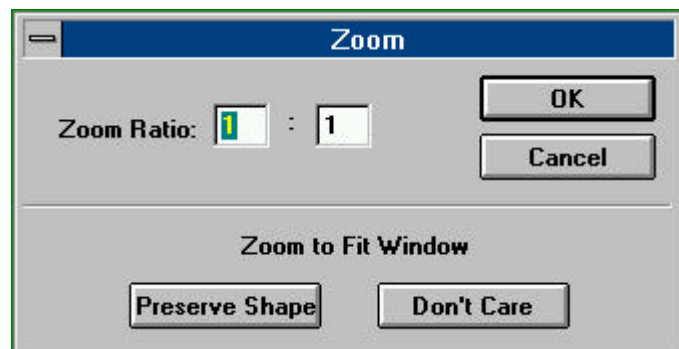 Zoom
Zoom Ratio: 1 : 1
OK
Cancel
Zoom to Fit Window
Preserve Shape Don't Care